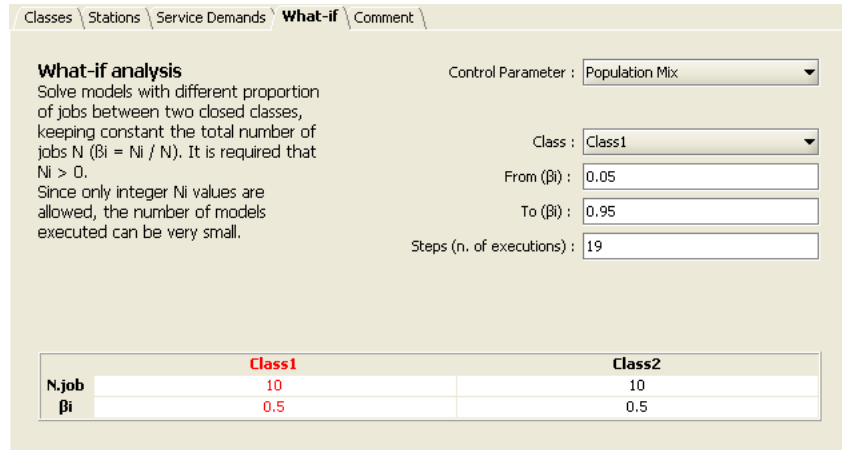 Classes Stations Service Demands What-if Comment
What-if analysis
Solve models with different proportion
of jobs between two closed classes,
keeping constant the total number of
jobs N (βi = Ni / N). It is required that
Ni > 0.
Since only integer Ni values are
allowed, the number of models
executed can be very small.
Control Parameter : Population Mix
Class : Class1
From (βi) : 0.05
To (βi) : 0.95
Steps (n. of executions) : 19
Class1 Class2
N.job 10 10
βi 0.5 0.5